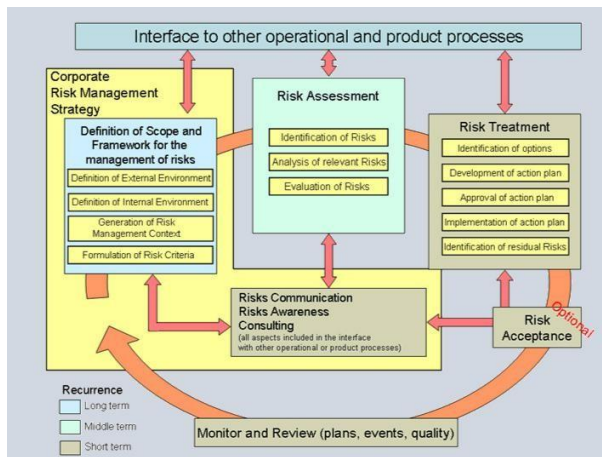 Interface to other operational and product processes
Corporate
Risk Management
Strategy
Definition of Scope and
Framework for the
management of risks
Definition of External Environment
Definition of Internal Environment
Generation of Risk
Management Context
Formulation of Risk Criteria
Risk Assessment
Identification of Risks
Analysis of relevant Risks
Evaluation of Risks
Risk Treatment
Identification of options
Development of action plan
Approval of action plan
Implementation of action plan
Identification of residual Risks
Risks Communication
Risks Awareness
Consulting
(all aspects included in the interface
with other operational or product processes)
Optional
Risk
Acceptance
Recurrence
Long term
Middle term
Short term
Monitor and Review (plans, events, quality)